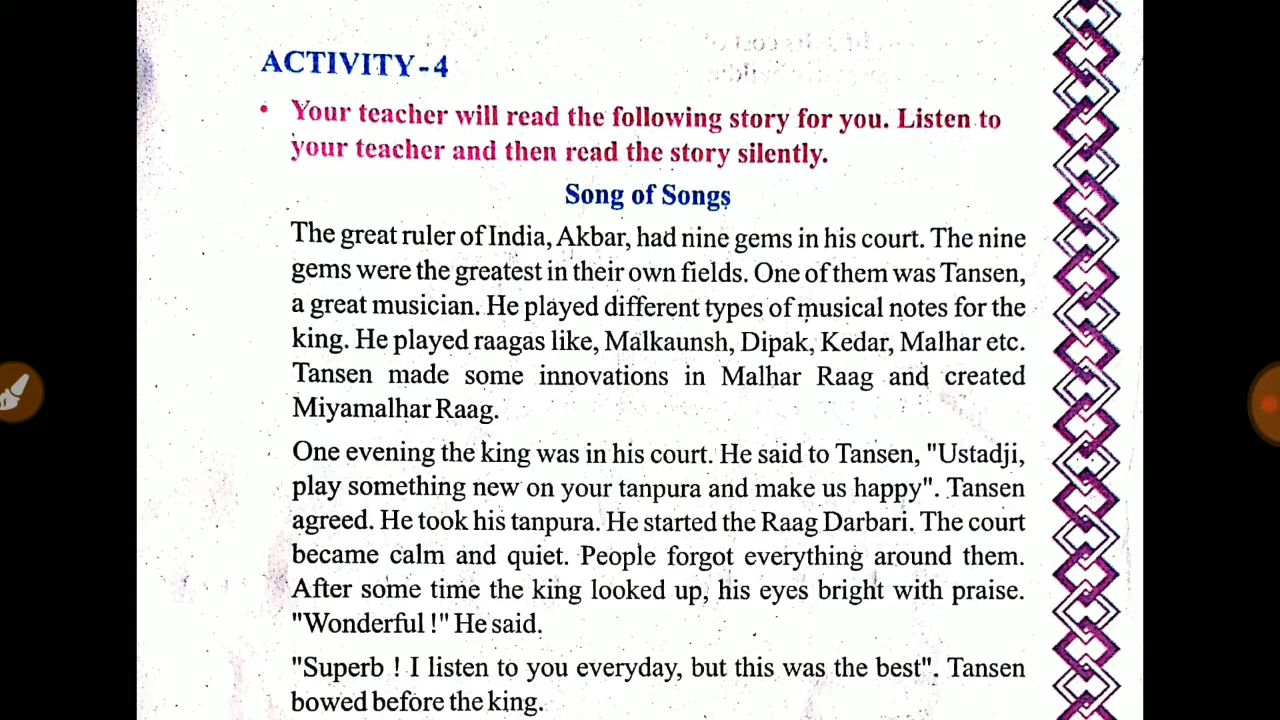 ACTIVITY-4
• Your teacher will read the following story for you. Listen to
your teacher and then read the story silently.
Song of Songs
The great ruler of India, Akbar, had nine gems in his court. The nine
gems were the greatest in their own fields. One of them was Tansen,
a great musician. He played different types of musical notes for the
king. He played raagas like, Malkaunsh, Dipak, Kedar, Malhar etc.
Tansen made some innovations in Malhar Raag and created
Miyamalhar Raag.
One evening the king was in his court. He said to Tansen, "Ustadji,
play something new on your tanpura and make us happy". Tansen
agreed. He took his tanpura. He started the Raag Darbari. The court
became calm and quiet. People forgot everything around them.
After some time the king looked up, his eyes bright with praise.
"Wonderful !" He said.
"Superb ! I listen to you everyday, but this was the best". Tansen
bowed before the king.